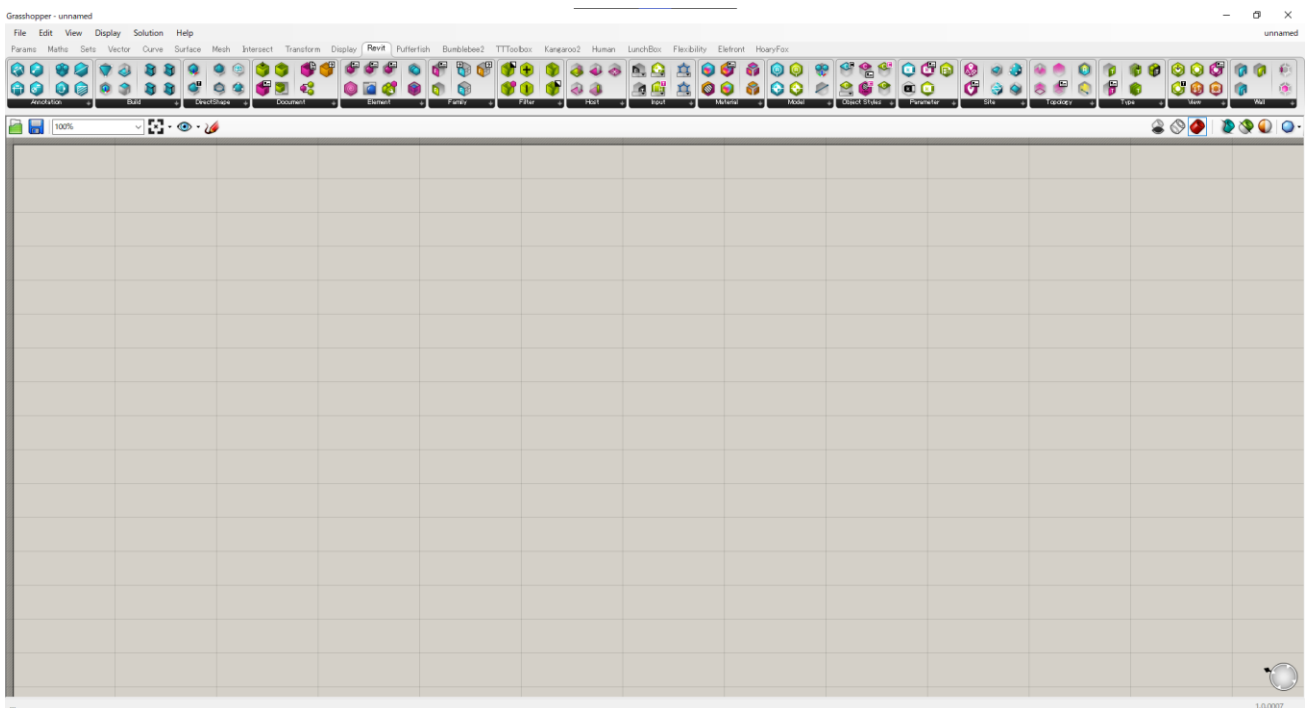 Grasshopper - unnamed
File Edit View Display Solution Help
unnamed
Params Maths Sets Vector Curve Surface Mesh Intersect Transform Display Revit Pufferfish Bumblebee2 TTToolbox Kangaroo2 Human LunchBox Flexibility Elefront HoaryFox
Annotation Build DirectShape Document Element Family Filter Host Input Material Model Object Styles Parameter Site Topology Type View Wall
100%
1.0.0007